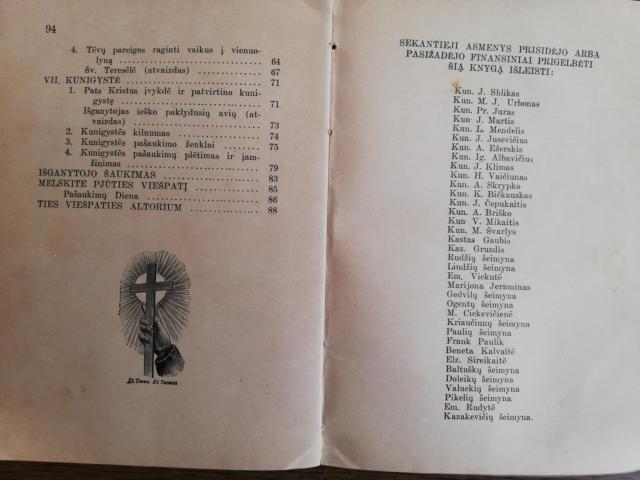 94
4. Tėvų pareigos raginti vaikus į vienuo-
lyną .......................... 64
Šv. Teresėlė (atvaizdas) .......... 67
VII. KUNIGYSTĖ .......................... 71
1. Pats Kristus įvykdė ir patvirtino kuni-
gystę .......................... 71
Išganytojas ieško paklydusių avių (at-
vaizdas) .......................... 73
2. Kunigystės kilnumas .................. 74
3. Kunigystės pašaukimo ženklai .......... 75
4. Kunigystės pašaukimų plėtimas ir įam-
žinimas .......................... 79
IŠGANYTOJO ŠAUKIMAS .................. 83
MELSKITE PJŪTIES VIEŠPATĮ .............. 85
Pašaukimų Diena ...................... 86
TIES VIEŠPATIES ALTORIUM .............. 88
SEKANTIEJI ASMENYS PRISIDĖJO ARBA
PASIŽADĖJO FINANSINIAI PRIGELBĖTI
ŠIĄ KNYGĄ IŠLEISTI:
Kun. J. Shlikas
Kun. M. J. Urbonas
Kun. Pr. Juras
Kun. J. Martis
Kun. L. Mendelis
Kun. J. Jusevičius
Kun. A. Ežerskis
Kun. Ig. Albavičius
Kun. J. Klimas
Kun. H. Vaičiunas
Kun. A. Skrypko
Kun. K. Bičkauskas
Kun. J. Čepukaitis
Kun. A. Briško
Kun. V. Mikaitis
Kun. M. Švarlys
Kastas Gaubis
Kaz. Gruzdis
Rudžių šeimyna
Lindžių šeimyna
Em. Vickutė
Marijona Jeraminas
Gedvilų šeimyna
Ogentų šeimyna
M. Cickevičienė
Kriaučiunų šeimyna
Paulių šeimyna
Frank Paulik
Beneta Kalvaitė
Elz. Sireikaitė
Baltuškų šeimyna
Doleikų šeimyna
Valuckių šeimyna
Pikelių šeimyna
Em. Rudytė
Kazakevičių šeimyna.